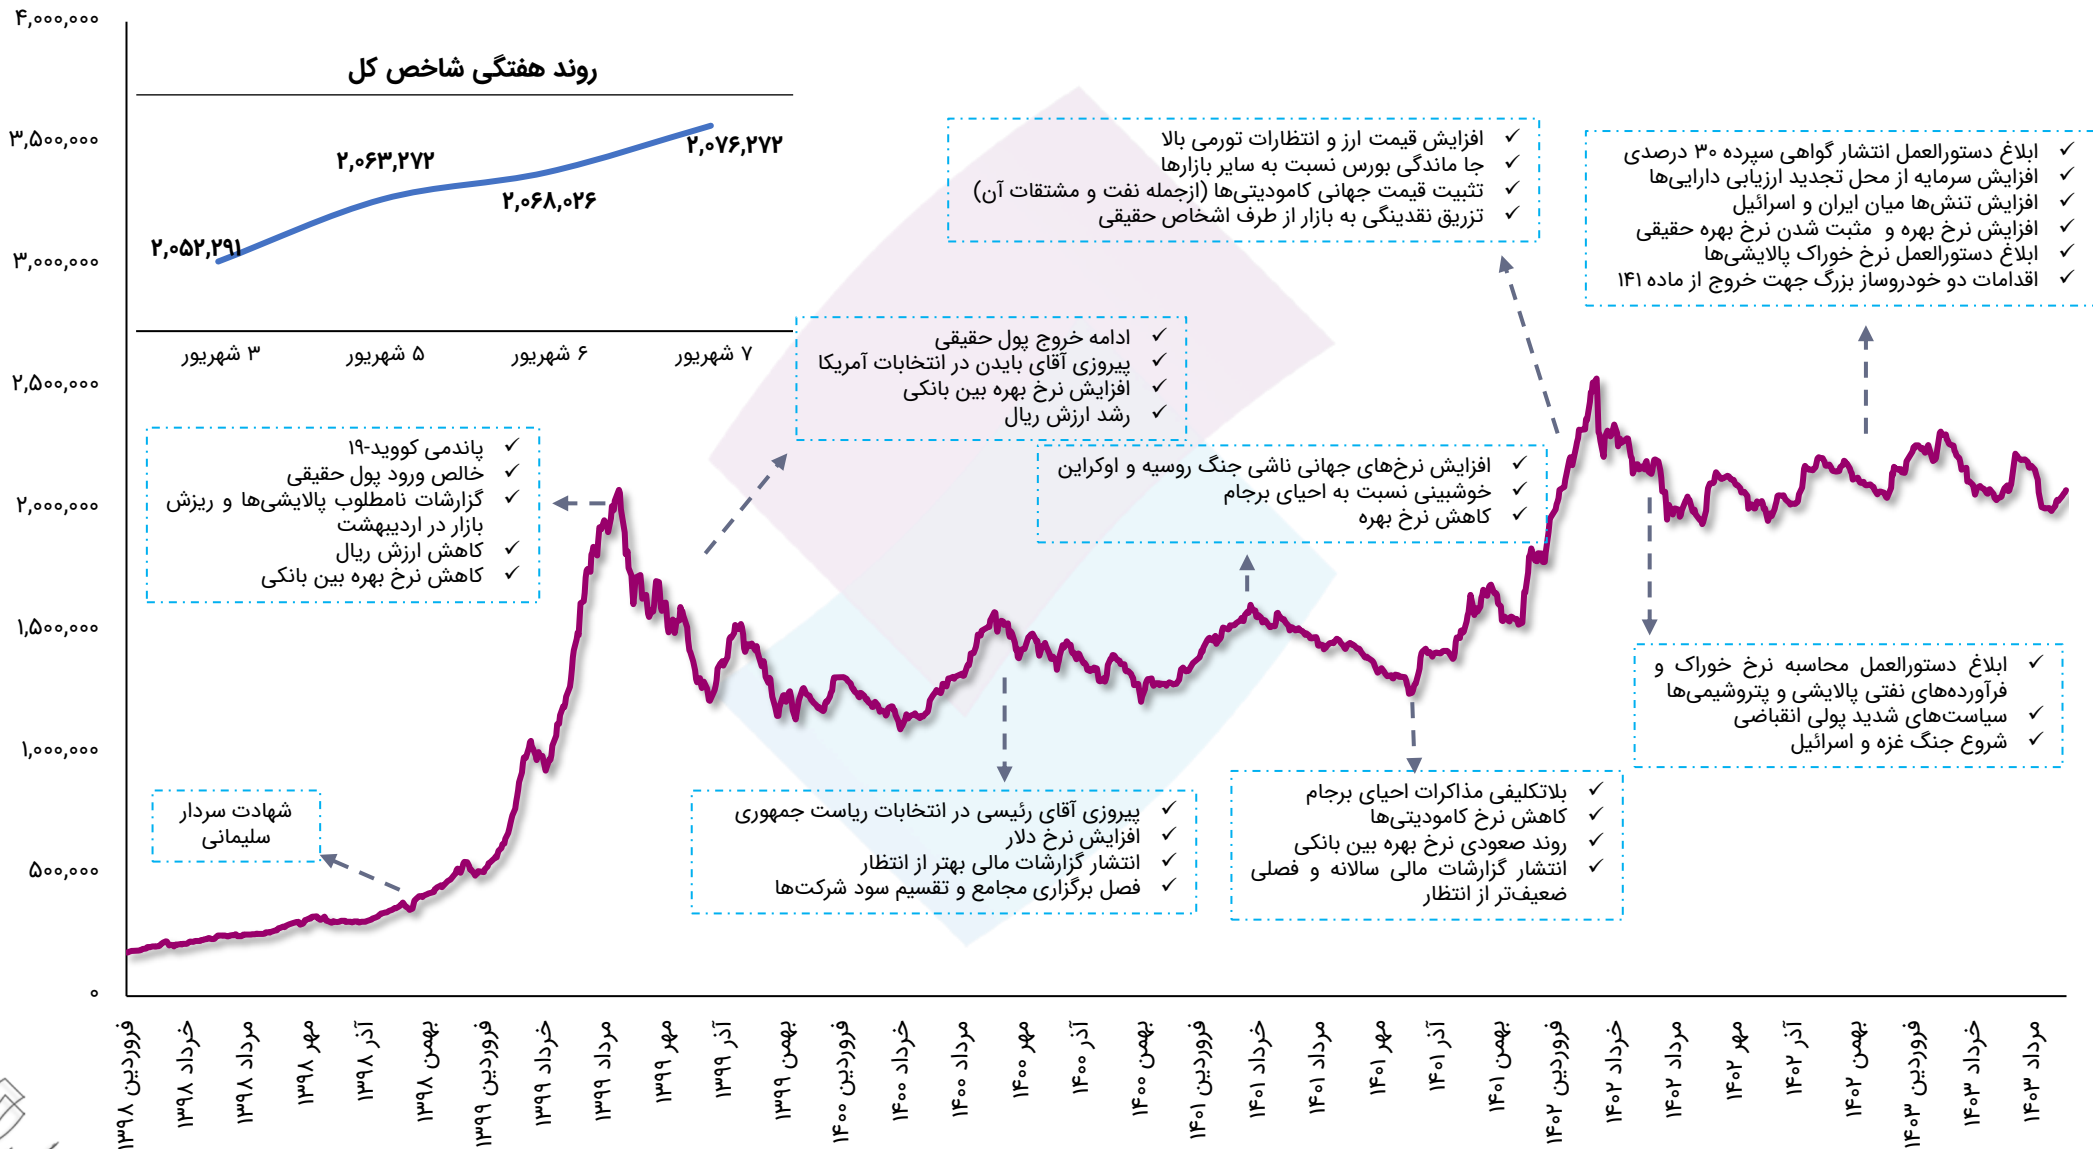 ۴,۰۰۰,۰۰۰
۳,۵۰۰,۰۰۰
۳,۰۰۰,۰۰۰
۲,۵۰۰,۰۰۰
۲,۰۰۰,۰۰۰
۱,۵۰۰,۰۰۰
۱,۰۰۰,۰۰۰
۵۰۰,۰۰۰
۰
روند هفتگی شاخص کل
۲,۰۵۲,۲۹۱
۲,۰۶۳,۲۷۲
۲,۰۶۸,۰۲۶
۲,۰۷۶,۲۷۲
۳ شهریور
۵ شهریور
۶ شهریور
۷ شهریور
✓ افزایش قیمت ارز و انتظارات تورمی بالا
✓ جا ماندگی بورس نسبت به سایر بازارها
✓ تثبیت قیمت جهانی کامودیتی‌ها (ازجمله نفت و مشتقات آن)
✓ تزریق نقدینگی به بازار از طرف اشخاص حقیقی
✓ ابلاغ دستورالعمل انتشار گواهی سپرده ۳۰ درصدی
✓ افزایش سرمایه از محل تجدید ارزیابی دارایی‌ها
✓ افزایش تنش‌ها میان ایران و اسرائیل
✓ افزایش نرخ بهره و مثبت شدن نرخ بهره حقیقی
✓ ابلاغ دستورالعمل نرخ خوراک پالایشی‌ها
✓ اقدامات دو خودروساز بزرگ جهت خروج از ماده ۱۴۱
✓ ادامه خروج پول حقیقی
✓ پیروزی آقای بایدن در انتخابات آمریکا
✓ افزایش نرخ بهره بین بانکی
✓ رشد ارزش ریال
✓ پاندمی کووید-۱۹
✓ خالص ورود پول حقیقی
✓ گزارشات نامطلوب پالایشی‌ها و ریزش
بازار در اردیبهشت
✓ کاهش ارزش ریال
✓ کاهش نرخ بهره بین بانکی
✓ افزایش نرخ‌های جهانی ناشی جنگ روسیه و اوکراین
✓ خوشبینی نسبت به احیای برجام
✓ کاهش نرخ بهره
✓ ابلاغ دستورالعمل محاسبه نرخ خوراک و
فرآورده‌های نفتی پالایشی و پتروشیمی‌ها
✓ سیاست‌های شدید پولی انقباضی
✓ شروع جنگ غزه و اسرائیل
شهادت سردار
سلیمانی
✓ پیروزی آقای رئیسی در انتخابات ریاست جمهوری
✓ افزایش نرخ دلار
✓ انتشار گزارشات مالی بهتر از انتظار
✓ فصل برگزاری مجامع و تقسیم سود شرکت‌ها
✓ بلاتکلیفی مذاکرات احیای برجام
✓ کاهش نرخ کامودیتی‌ها
✓ روند صعودی نرخ بهره بین بانکی
✓ انتشار گزارشات مالی سالانه و فصلی
ضعیف‌تر از انتظار
فروردین ۱۳۹۸
خرداد ۱۳۹۸
مرداد ۱۳۹۸
مهر ۱۳۹۸
آذر ۱۳۹۸
بهمن ۱۳۹۸
فروردین ۱۳۹۹
خرداد ۱۳۹۹
مرداد ۱۳۹۹
مهر ۱۳۹۹
آذر ۱۳۹۹
بهمن ۱۳۹۹
فروردین ۱۴۰۰
خرداد ۱۴۰۰
مرداد ۱۴۰۰
مهر ۱۴۰۰
آذر ۱۴۰۰
بهمن ۱۴۰۰
فروردین ۱۴۰۱
خرداد ۱۴۰۱
مرداد ۱۴۰۱
مهر ۱۴۰۱
آذر ۱۴۰۱
بهمن ۱۴۰۱
فروردین ۱۴۰۲
خرداد ۱۴۰۲
مرداد ۱۴۰۲
مهر ۱۴۰۲
آذر ۱۴۰۲
بهمن ۱۴۰۲
فروردین ۱۴۰۳
خرداد ۱۴۰۳
مرداد ۱۴۰۳